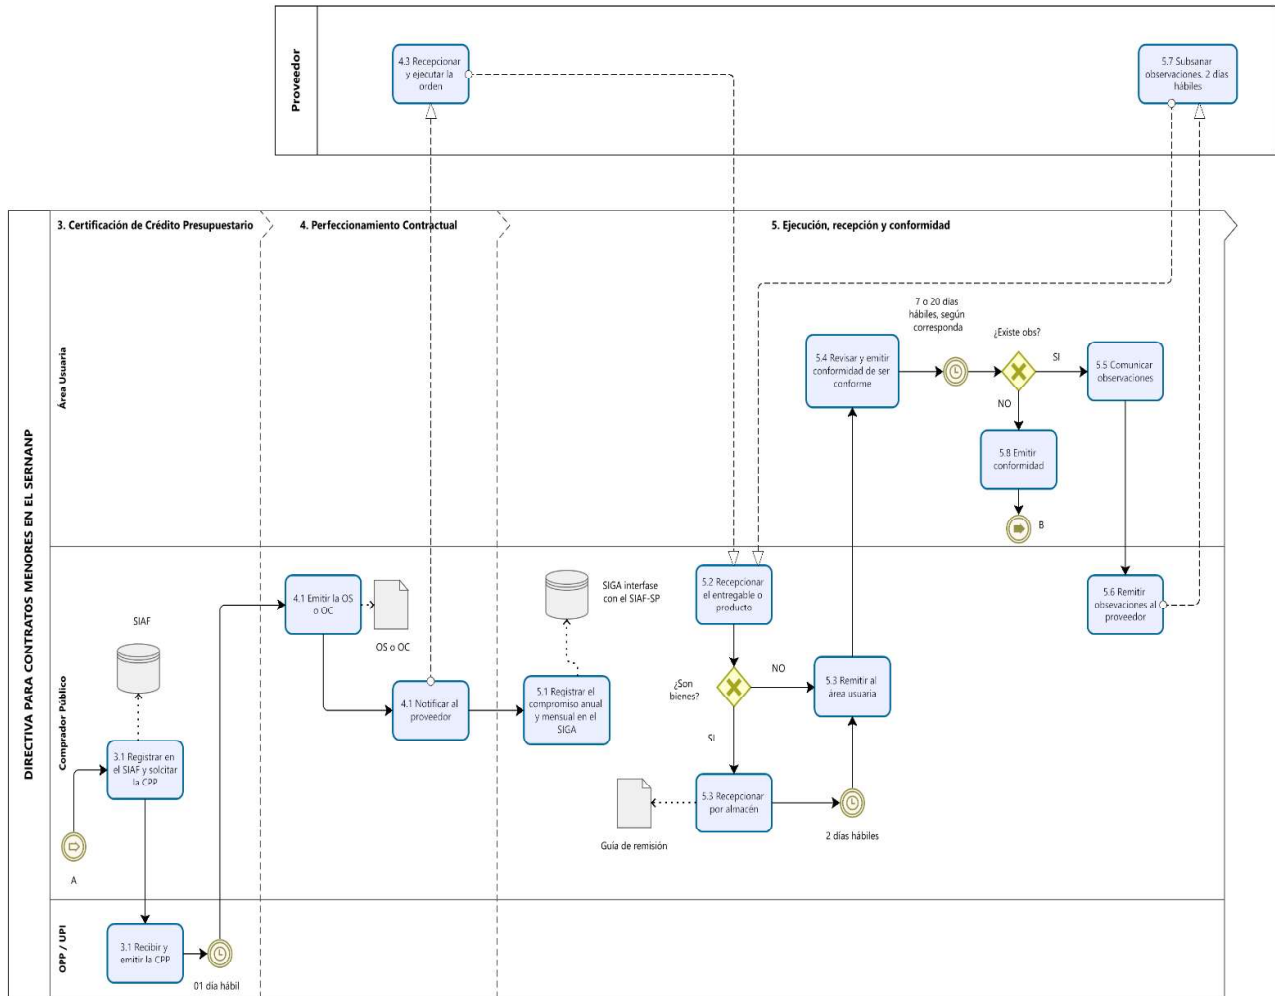 Proveedor
4.3 Recepcionar
y ejecutar la
orden
5.7 Subsanar
observaciones. 2 días
hábiles
DIRECTIVA PARA CONTRATOS MENORES EN EL SERNANP
3. Certificación de Crédito Presupuestario
4. Perfeccionamiento Contractual
5. Ejecución, recepción y conformidad
Área Usuaria
7 o 20 dias
hábiles, según
corresponda
¿Existe obs?
5.4 Revisar y emitir
conformidad de ser
conforme
SI
5.5 Comunicar
observaciones
NO
5.8 Emitir
conformidad
B
Comprador Público
SIAF
3.1 Registrar en
el SIAF y solcitar
la CPP
A
4.1 Emitir la OS
o OC
OS o OC
4.1 Notificar al
proveedor
SIGA interfase
con el SIAF-SP
5.1 Registrar el
compromiso anual
y mensual en el
SIGA
5.2 Recepcionar
el entregable o
producto
¿Son
bienes?
NO
SI
5.3 Remitir al
área usuaria
5.3 Recepcionar
por almacén
Guía de remisión
2 días hábiles
5.6 Remitir
obsevaciones al
proveedor
OPP / UPI
3.1 Recibir y
emitir la CPP
01 día hábil